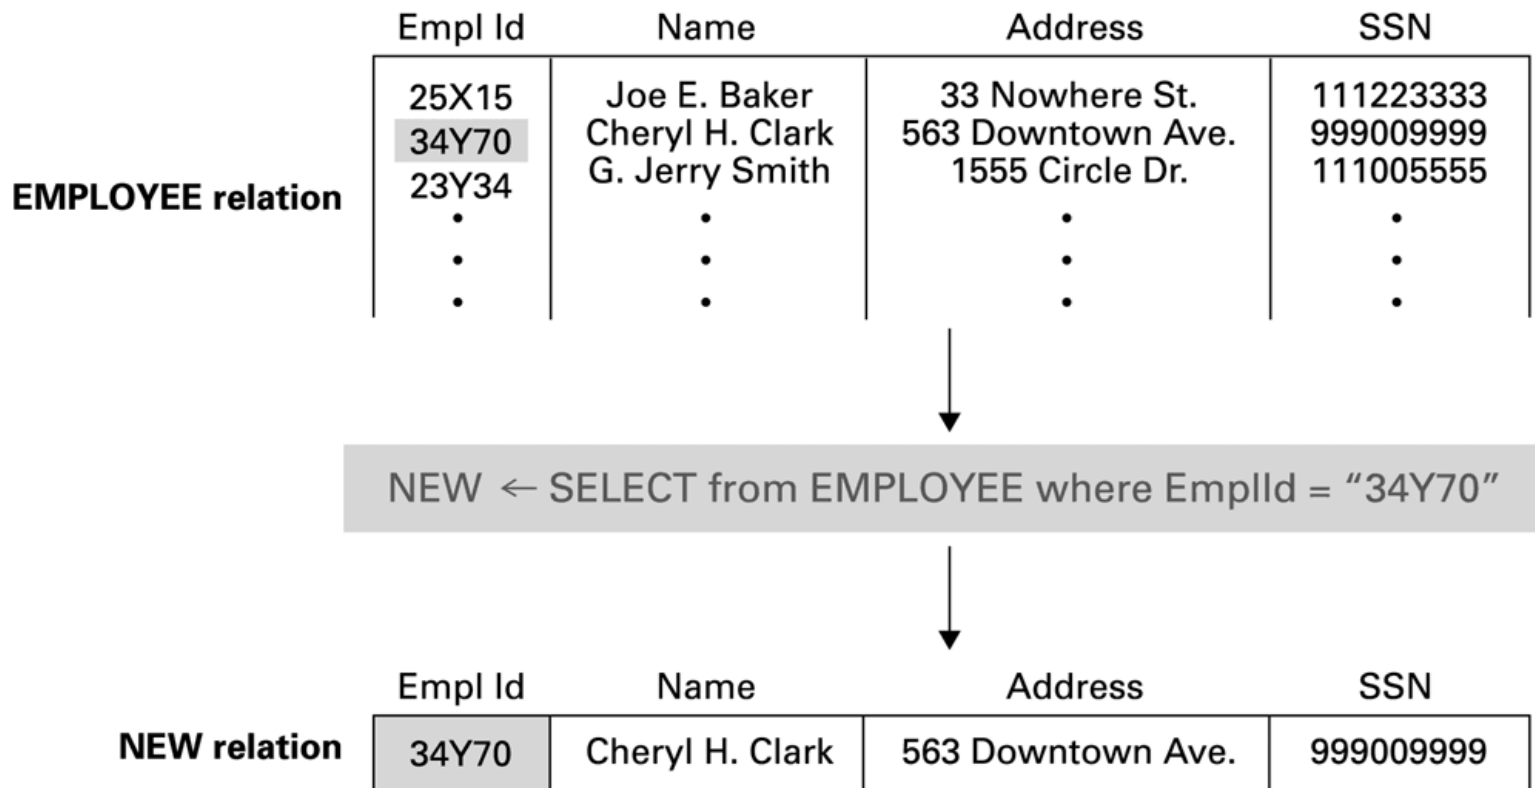 Empl Id Name Address SSN
25X15 Joe E. Baker 33 Nowhere St. 111223333
34Y70 Cheryl H. Clark 563 Downtown Ave. 999009999
23Y34 G. Jerry Smith 1555 Circle Dr. 111005555
EMPLOYEE relation
NEW ← SELECT from EMPLOYEE where EmplId = “34Y70”
Empl Id Name Address SSN
NEW relation 34Y70 Cheryl H. Clark 563 Downtown Ave. 999009999